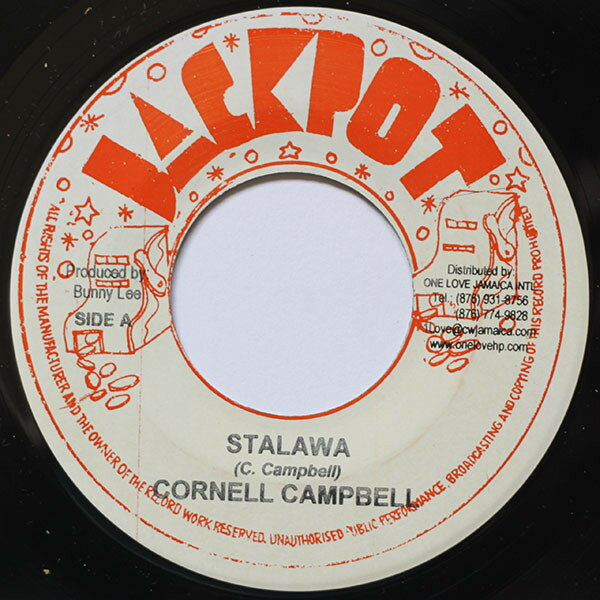 JACKPOT
Produced by:
Bunny Lee
SIDE A
Distributed by:
ONE LOVE JAMAICA INTL
Tel.; (876) 931-8756
(876) 774-9828
1Love@cwjamaica.com
www.onelovehp.com
STALAWA
(C. Campbell)
CORNELL CAMPBELL
"ALL RIGHTS OF THE MANUFACTURER AND THE OWNER OF THE RECORD WORK RESERVED. UNAUTHORISED PUBLIC PERFORMANCE. BROADCASTING AND COPYING OF THIS RECORD PROHIBITED